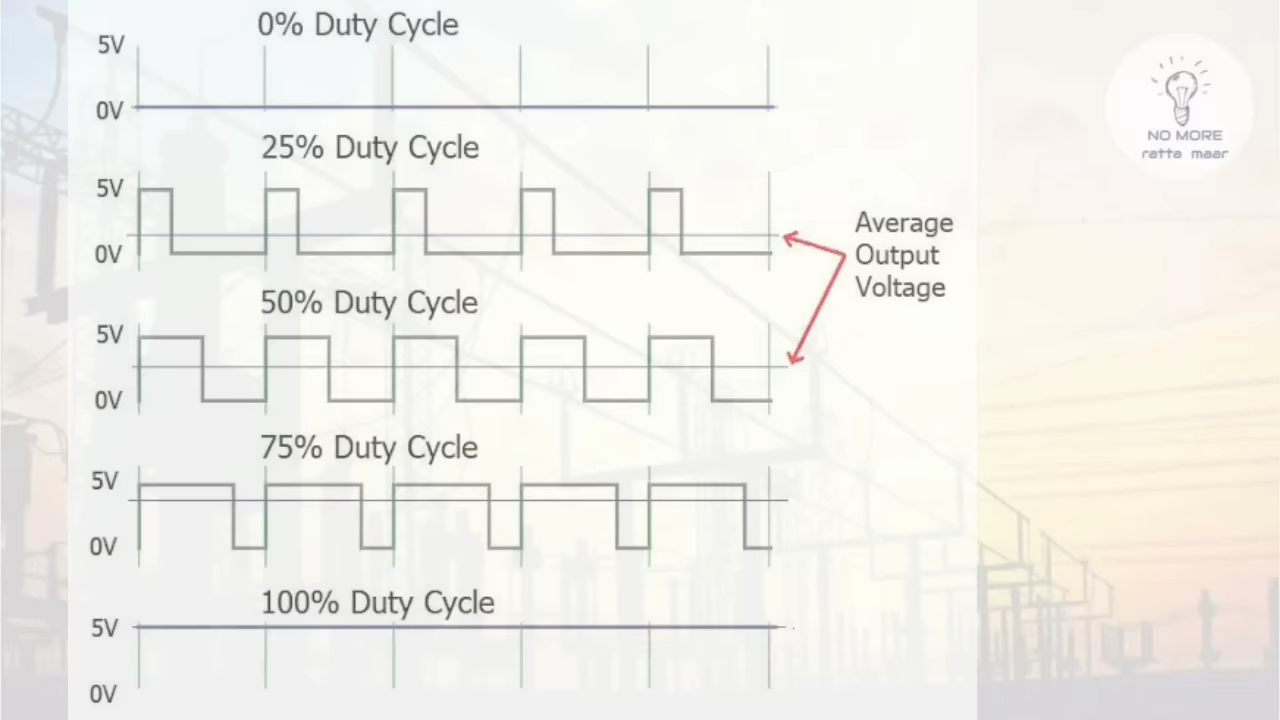 0% Duty Cycle
5V
0V
25% Duty Cycle
5V
0V
Average
Output
Voltage
50% Duty Cycle
5V
0V
75% Duty Cycle
5V
0V
100% Duty Cycle
5V
0V
NO MORE
ratta maar